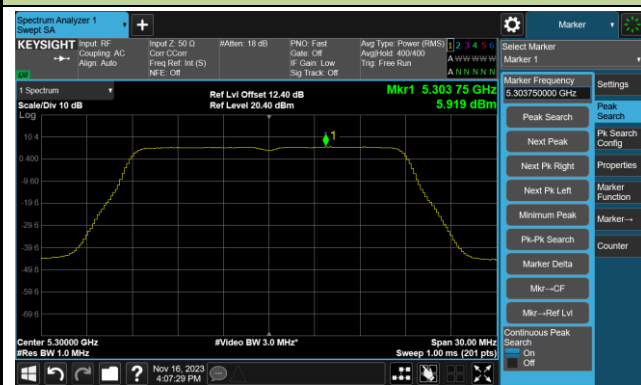 Spectrum Analyzer 1
Swept SA
+
Marker
KEYSIGHT
Input: RF
Coupling: AC
Align: Auto
Input Z: 50 Ω
Corr CCorr
Freq Ref: Int (S)
NFE: Off
#Atten: 18 dB
PNO: Fast
Gate: Off
IF Gain: Low
Sig Track: Off
Avg Type: Power (RMS)
Avg|Hold: 400/400
Trig: Free Run
1 2 3 4 5 6
A W W W W W
A N N N N N
LXI
1 Spectrum
Scale/Div 10 dB
Log
Ref Lvl Offset 12.40 dB
Ref Level 20.40 dBm
Mkr1 5.303 75 GHz
5.919 dBm
1
10.4
0.400
-9.60
-19.6
-29.6
-39.6
-49.6
-59.6
-69.6
Center 5.30000 GHz
#Res BW 1.0 MHz
#Video BW 3.0 MHz*
Span 30.00 MHz
Sweep 1.00 ms (201 pts)
Select Marker
Marker 1
Marker Frequency
5.303750000 GHz
Peak Search
Next Peak
Next Pk Right
Next Pk Left
Minimum Peak
Pk-Pk Search
Marker Delta
Mkr→CF
Mkr→Ref Lvl
Continuous Peak
Search
On
Off
Settings
Peak
Search
Pk Search
Config
Properties
Marker
Function
Marker→
Counter
?
Nov 16, 2023
4:07:29 PM